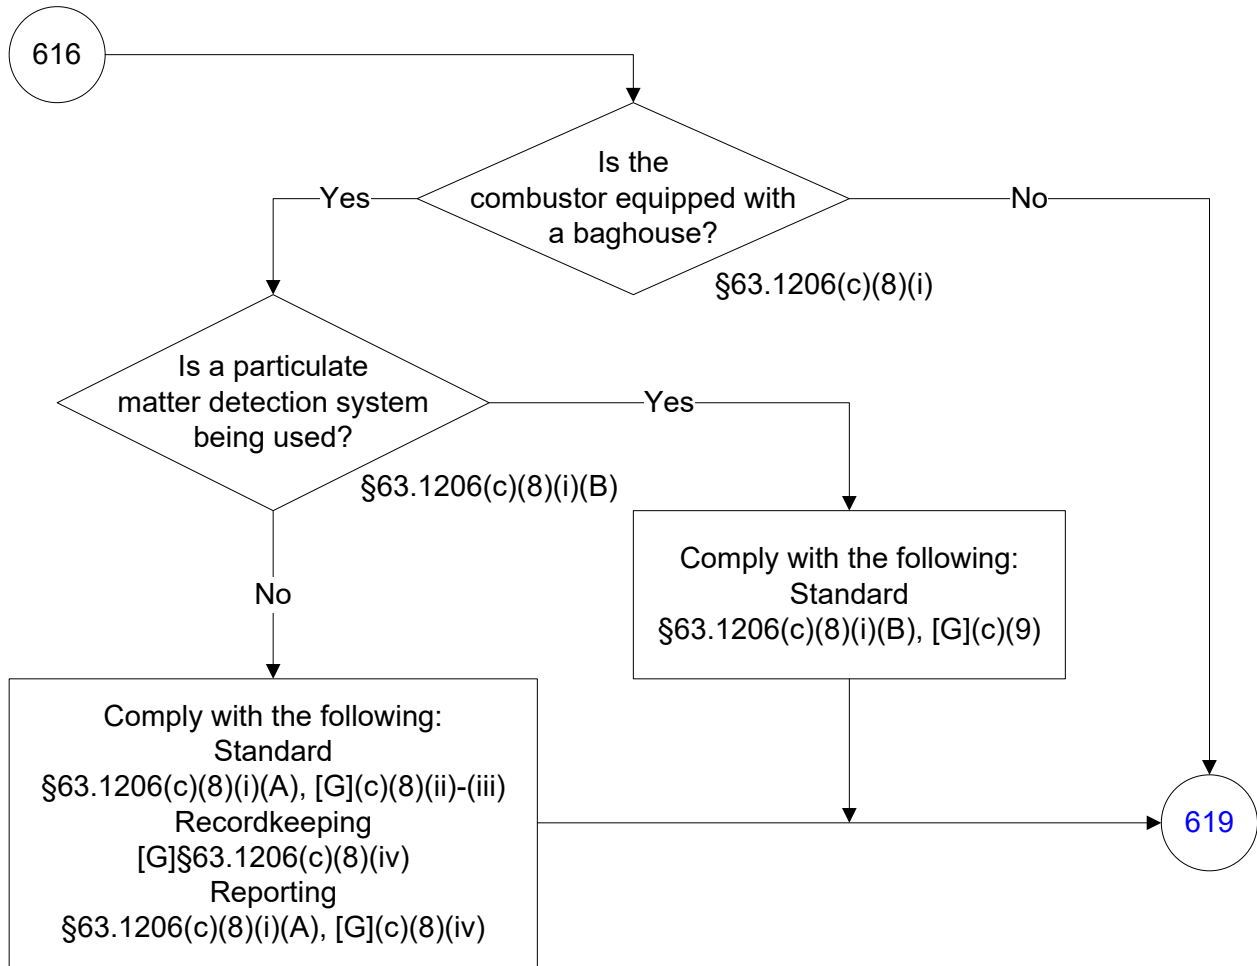 616
Is the
combustor equipped with
a baghouse?
Yes
No
§63.1206(c)(8)(i)
Is a particulate
matter detection system
being used?
Yes
§63.1206(c)(8)(i)(B)
No
Comply with the following:
Standard
§63.1206(c)(8)(i)(B), [G](c)(9)
Comply with the following:
Standard
§63.1206(c)(8)(i)(A), [G](c)(8)(ii)-(iii)
Recordkeeping
[G]§63.1206(c)(8)(iv)
Reporting
§63.1206(c)(8)(i)(A), [G](c)(8)(iv)
619